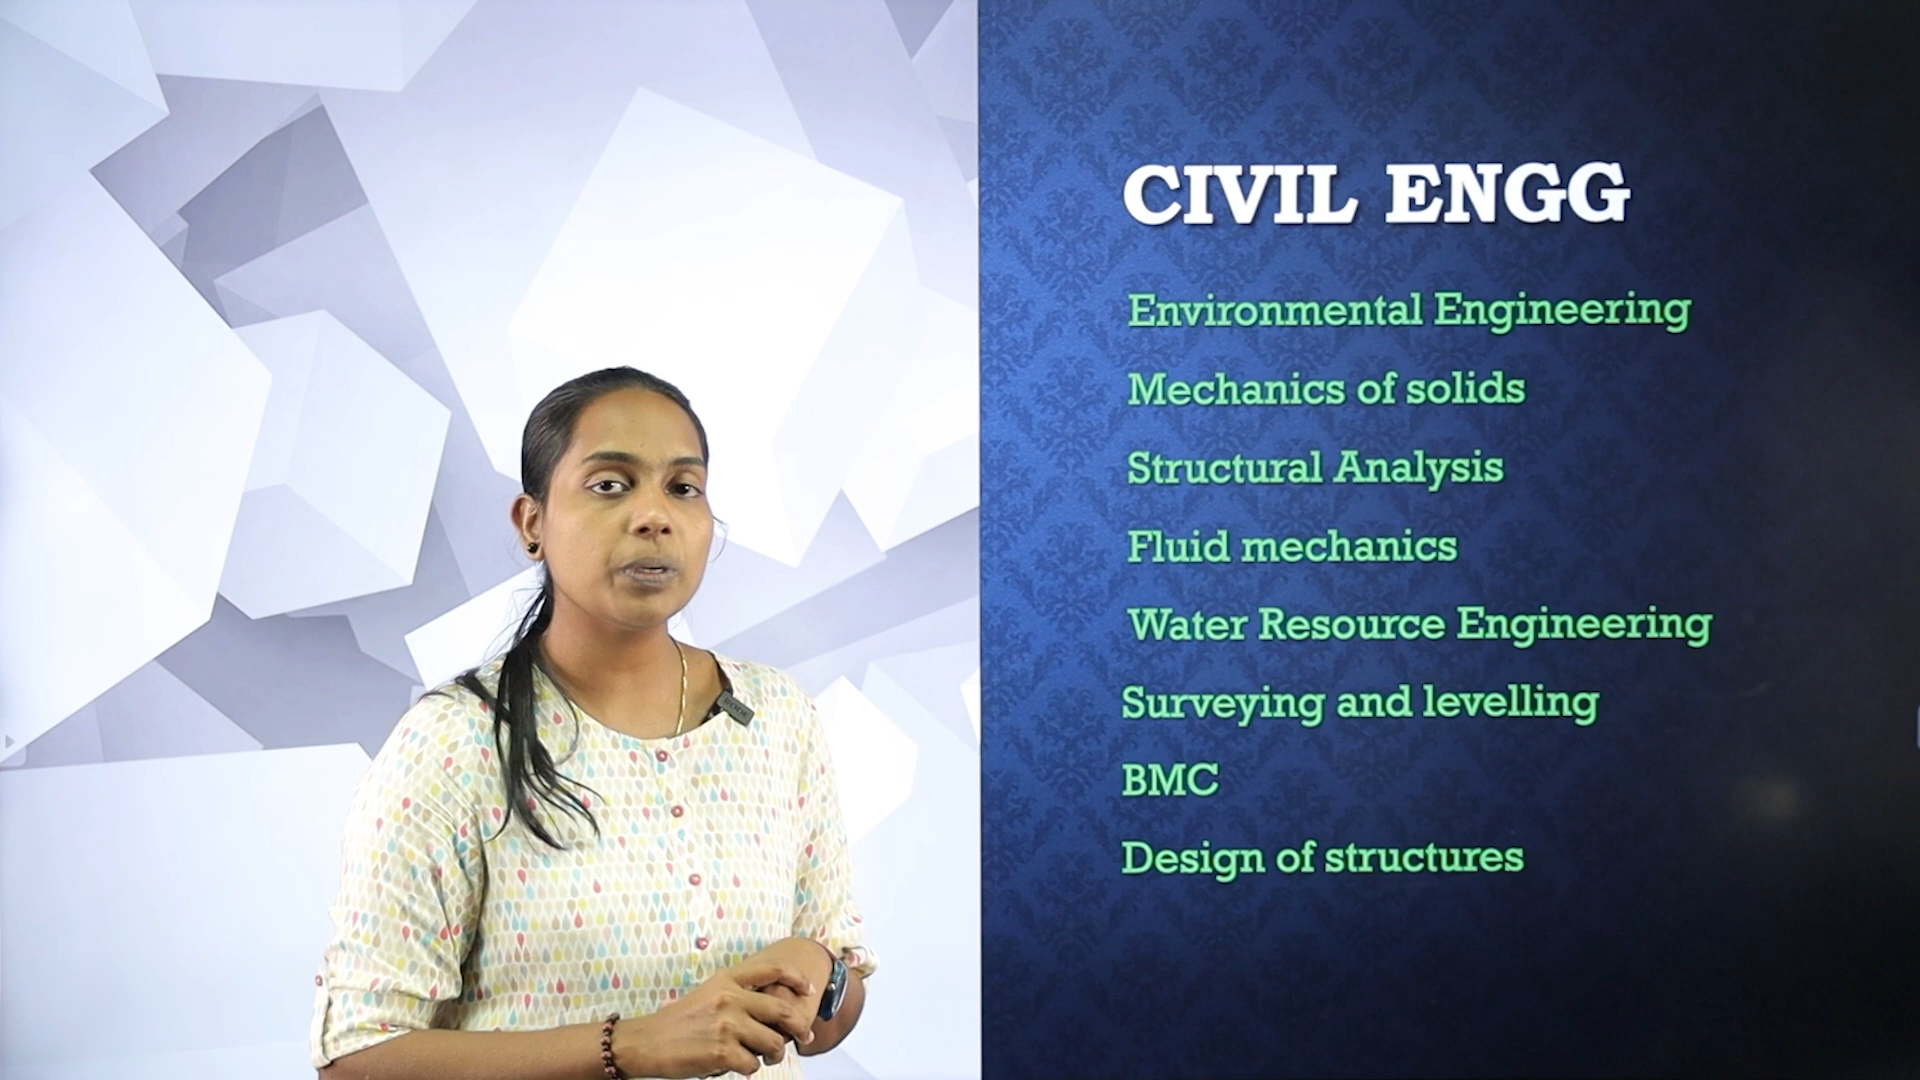 CIVIL ENGG
Environmental Engineering
Mechanics of solids
Structural Analysis
Fluid mechanics
Water Resource Engineering
Surveying and levelling
BMC
Design of structures